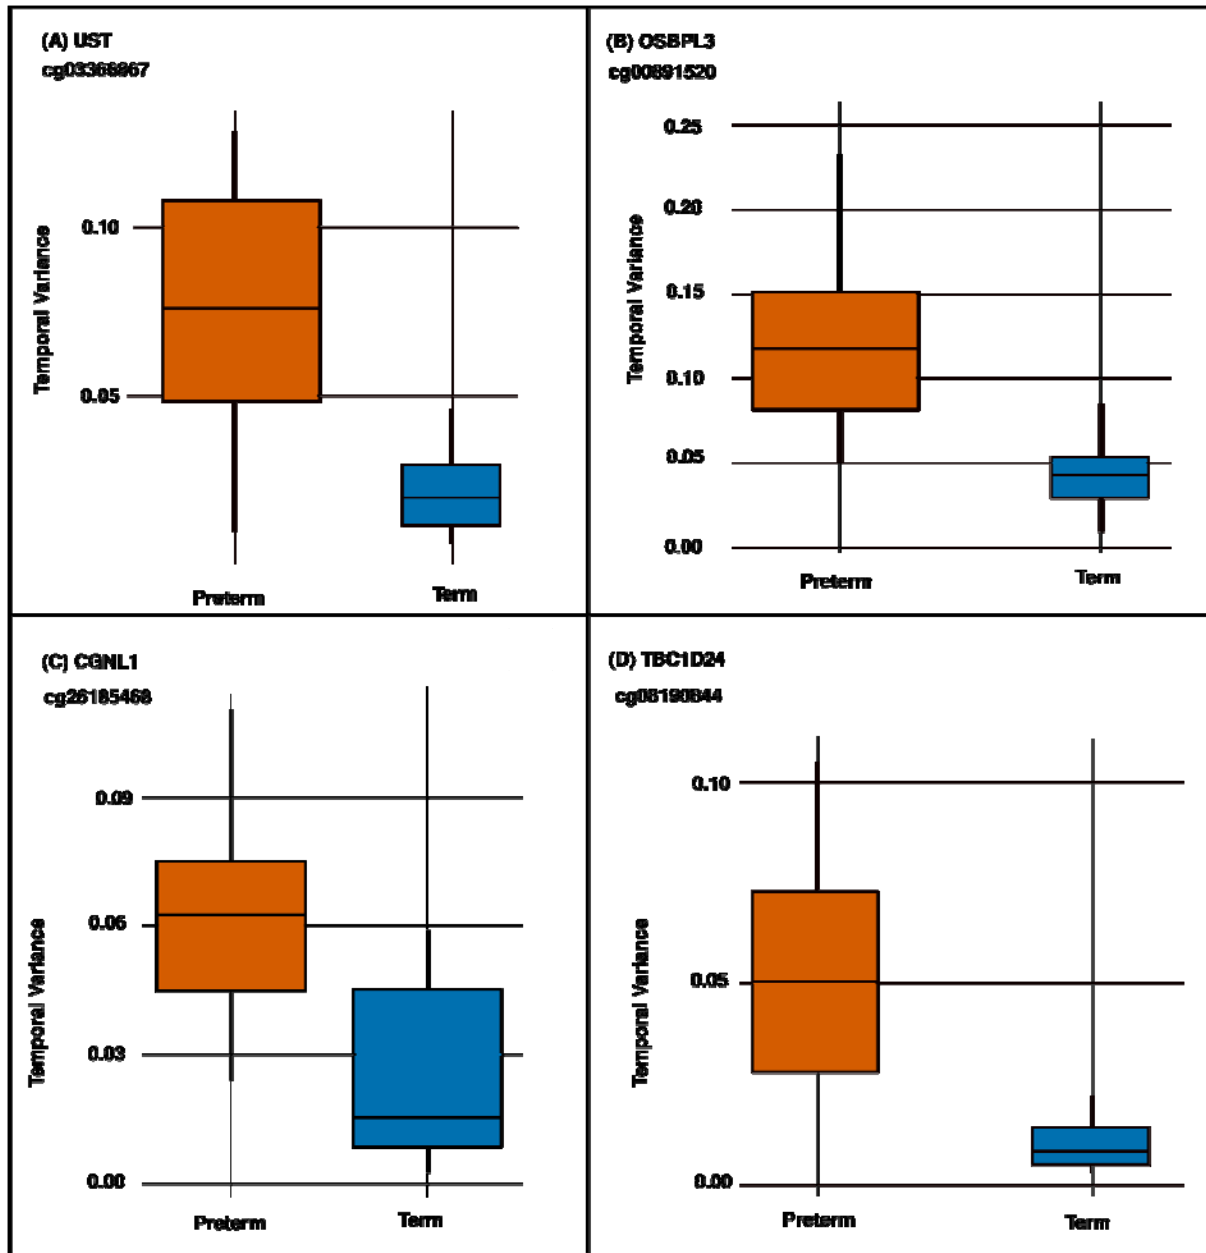 (A) UST
cg03366967
0.10
0.05
Temporal Variance
Preterm
Term
(B) OSBPL3
cg00891520
0.25
0.20
0.15
0.10
0.05
0.00
Temporal Variance
Preterm
Term
(C) CGNL1
cg26185468
0.09
0.06
0.03
0.00
Temporal Variance
Preterm
Term
(D) TBC1D24
cg08190844
0.10
0.05
0.00
Temporal Variance
Preterm
Term